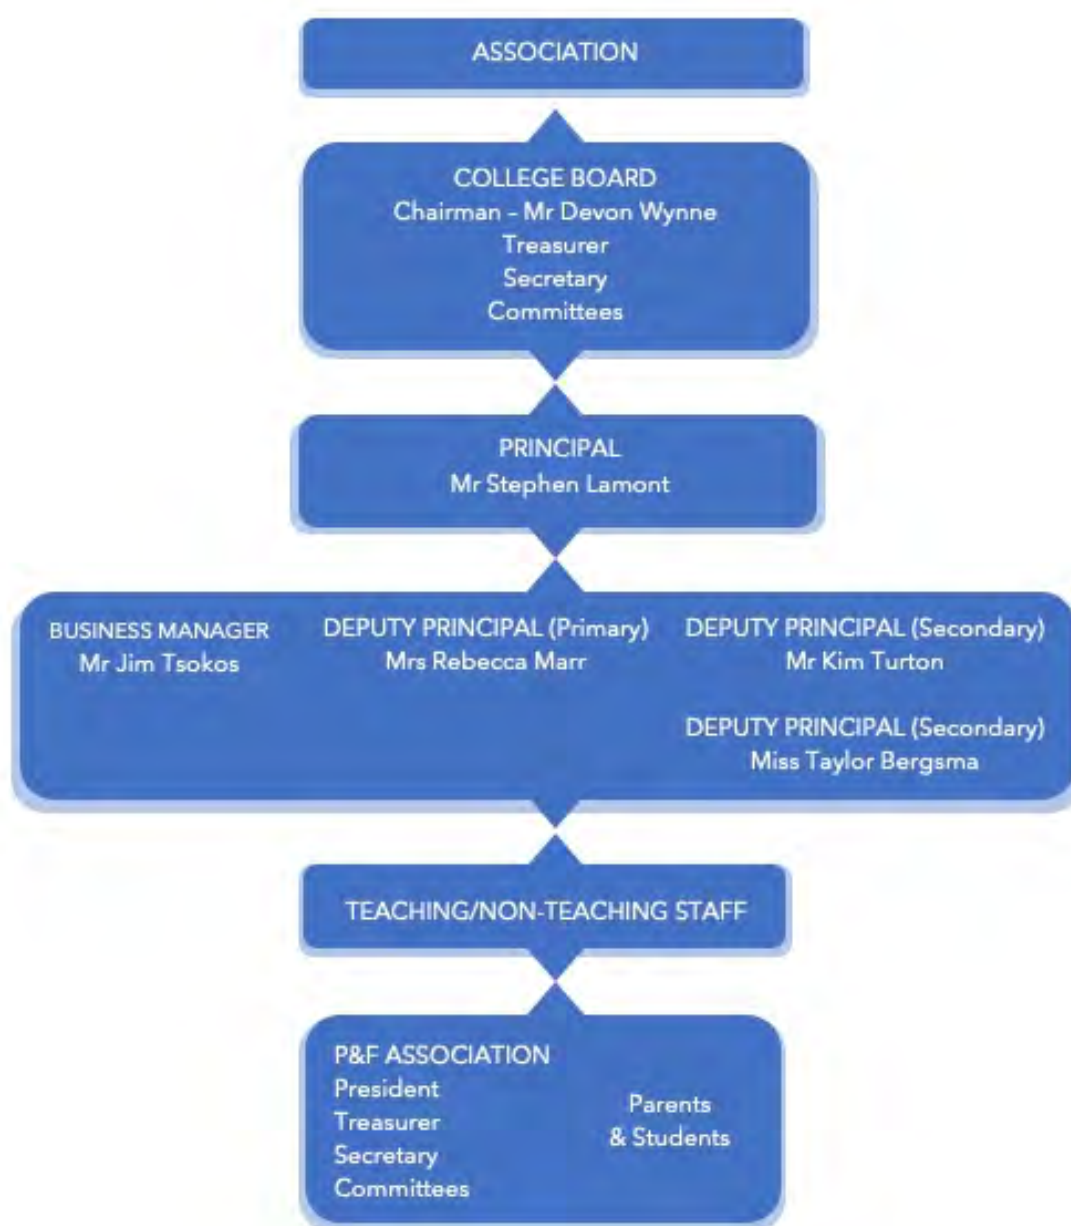 ASSOCIATION
COLLEGE BOARD
Chairman - Mr Devon Wynne
Treasurer
Secretary
Committees
PRINCIPAL
Mr Stephen Lamont
BUSINESS MANAGER
Mr Jim Tsokos
DEPUTY PRINCIPAL (Primary)
Mrs Rebecca Marr
DEPUTY PRINCIPAL (Secondary)
Mr Kim Turton
DEPUTY PRINCIPAL (Secondary)
Miss Taylor Bergsma
TEACHING/NON-TEACHING STAFF
P&F ASSOCIATION
President
Treasurer
Secretary
Committees
Parents
& Students